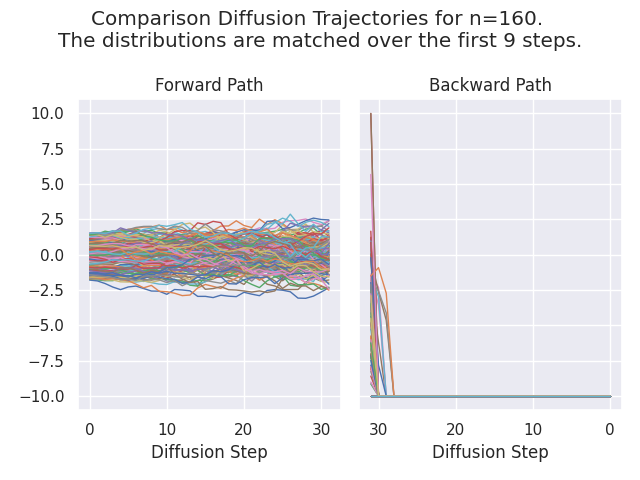 Comparison Diffusion Trajectories for n=160.
The distributions are matched over the first 9 steps.
Forward Path
Backward Path
10.0
7.5
5.0
2.5
0.0
−2.5
−5.0
−7.5
−10.0
0
10
20
30
30
20
10
0
Diffusion Step
Diffusion Step